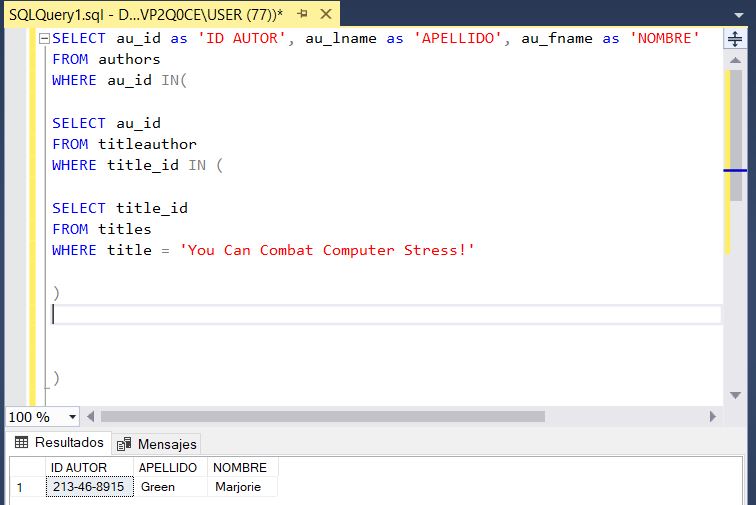 SQLQuery1.sql - D...VP2Q0CE\USER (77))*
SELECT au_id as 'ID AUTOR', au_lname as 'APELLIDO', au_fname as 'NOMBRE'
FROM authors
WHERE au_id IN(
SELECT au_id
FROM titleauthor
WHERE title_id IN (
SELECT title_id
FROM titles
WHERE title = 'You Can Combat Computer Stress!'
)
)
100 %
Resultados Mensajes
ID AUTOR APELLIDO NOMBRE
1 213-46-8915 Green Marjorie